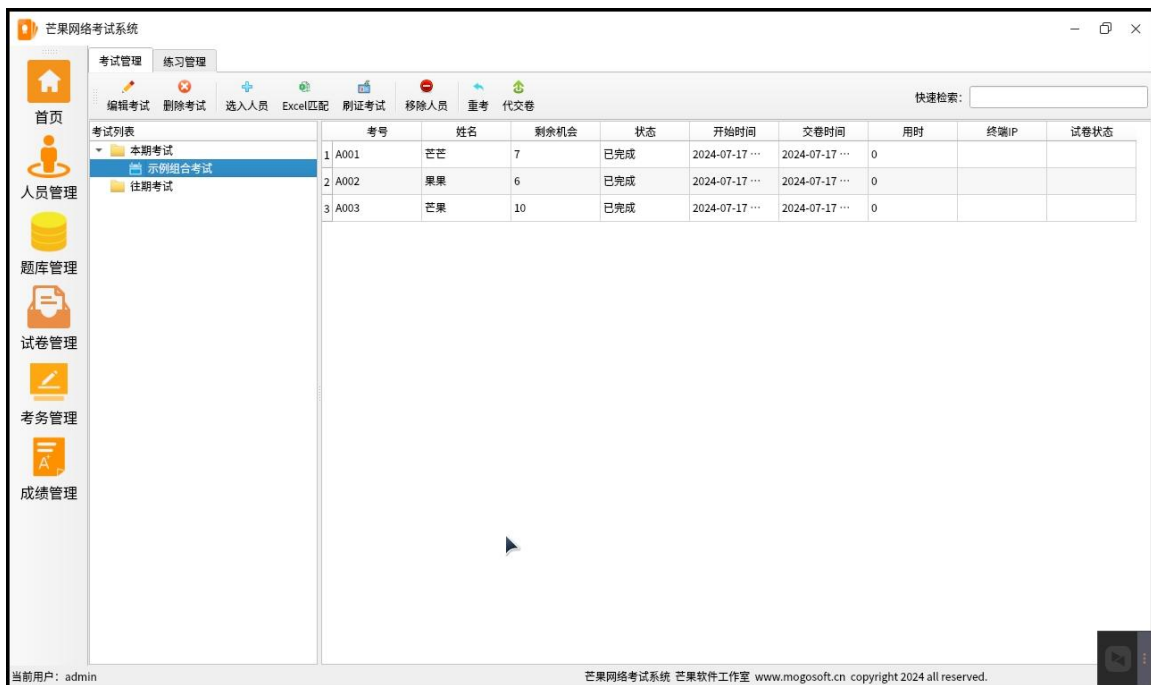 芒果网络考试系统
首页
人员管理
题库管理
试卷管理
考务管理
成绩管理
考试管理 练习管理
编辑考试 删除考试 选入人员 Excel匹配 刷证考试 移除人员 重考 代交卷 快速检索：
考试列表
本期考试
示例组合考试
往期考试
考号 姓名 剩余机会 状态 开始时间 交卷时间 用时 终端IP 试卷状态
1 A001 芒芒 7 已完成 2024-07-17 … 2024-07-17 … 0
2 A002 果果 6 已完成 2024-07-17 … 2024-07-17 … 0
3 A003 芒果 10 已完成 2024-07-17 … 2024-07-17 … 0
当前用户：admin 芒果网络考试系统 芒果软件工作室 www.mogosoft.cn copyright 2024 all reserved.